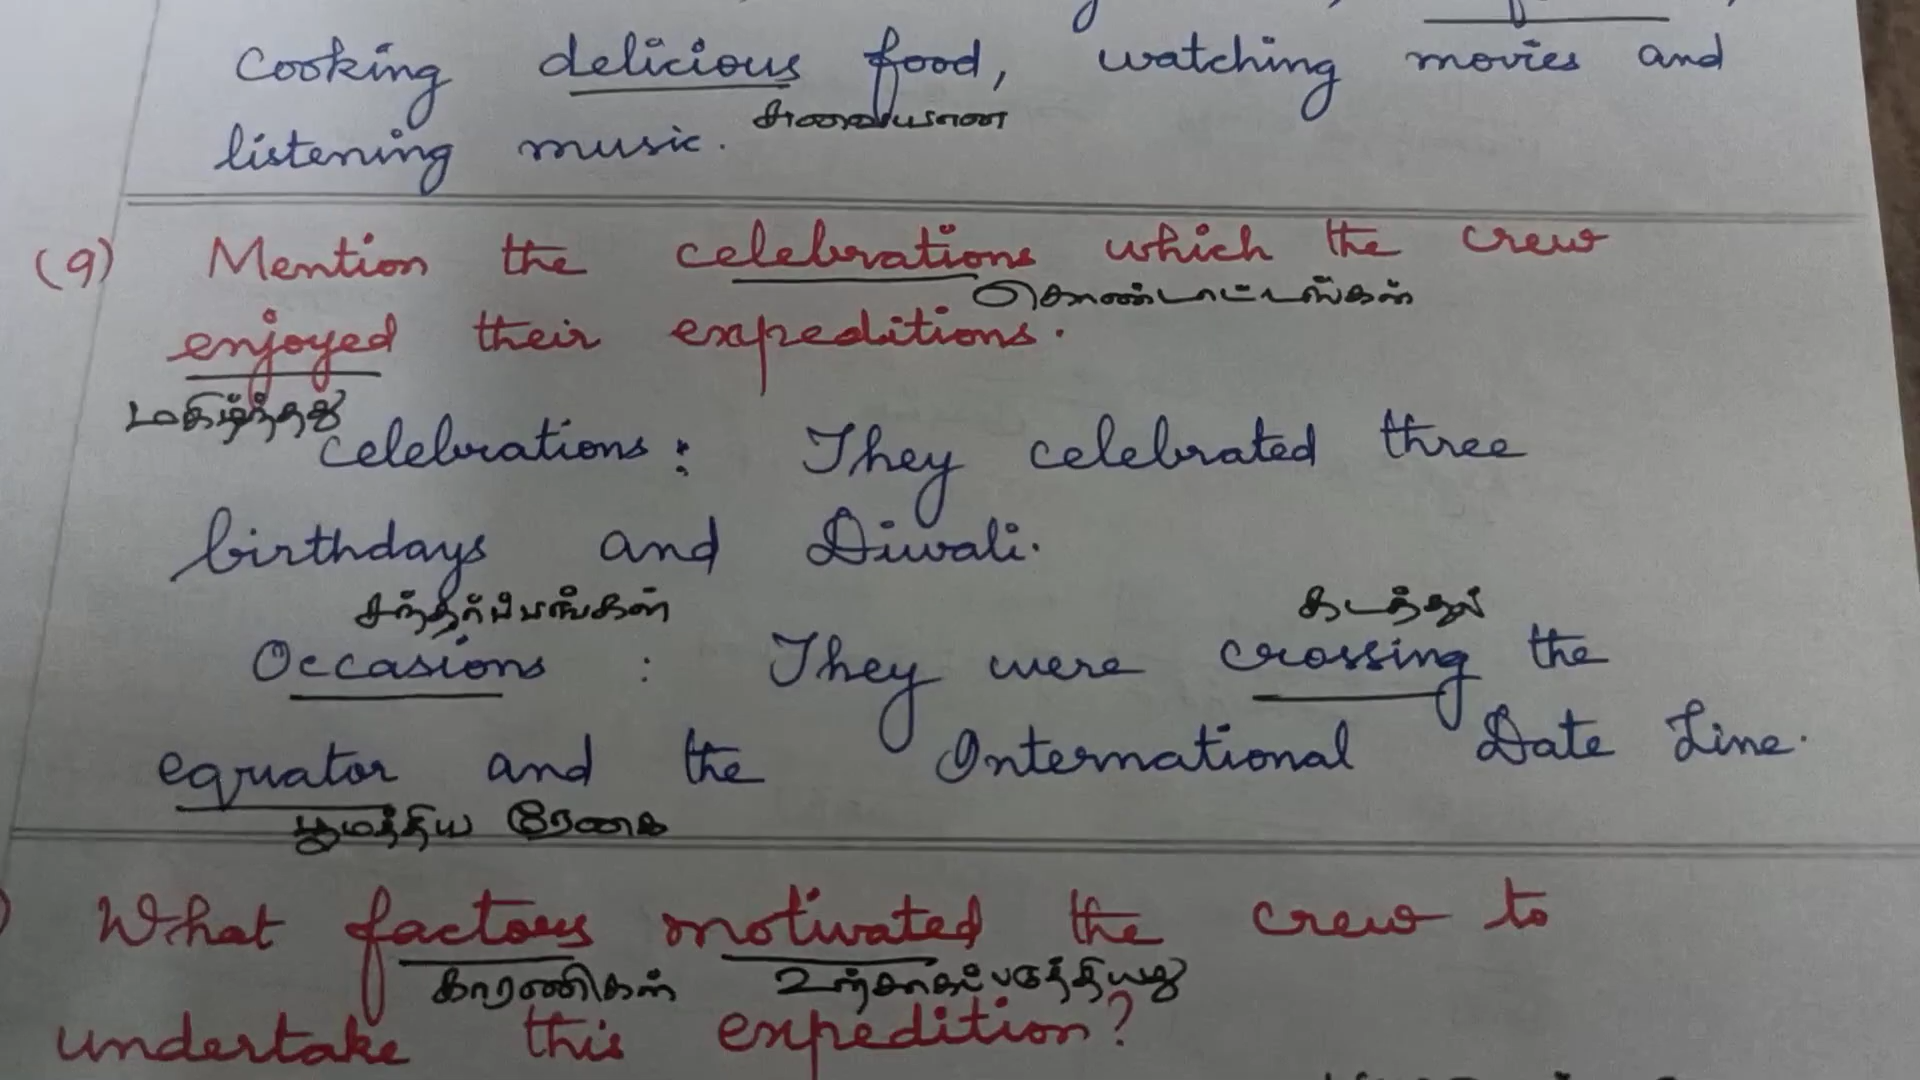 Cooking delicious food, watching movies and
சுவையான
listening music.
(9) Mention the celebrations which the crew
கொண்டாட்டங்கள்
enjoyed their expeditions.
மகிழ்ந்தது
Celebrations: They celebrated three
birthdays and Diwali.
சந்தர்ப்பங்கள் கடத்தல்
Occasions : They were crossing the
equator and the International Date Line.
பூமத்திய ரேகை
What factors motivated the crew to
காரணிகள் உற்சாகப்படுத்தியது
undertake this expedition?